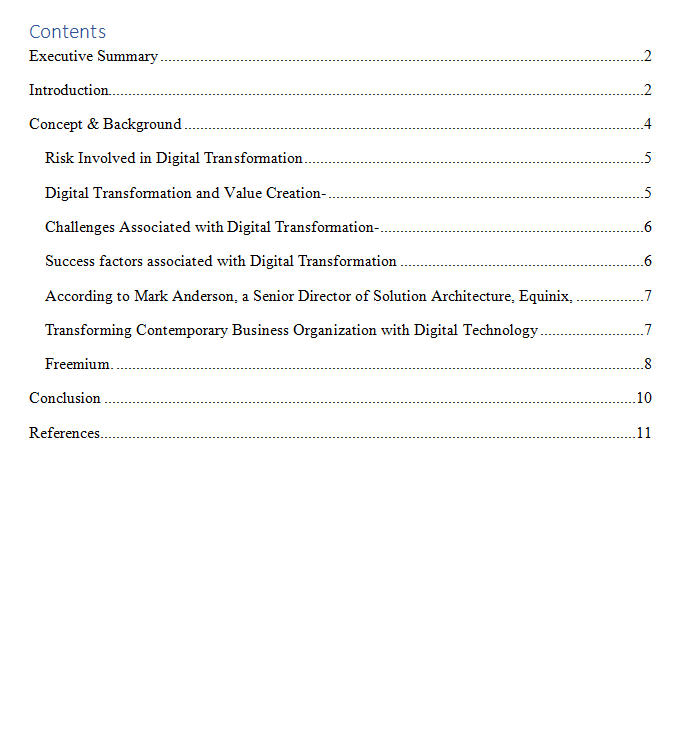 Contents
Executive Summary 2
Introduction 2
Concept & Background 4
Risk Involved in Digital Transformation 5
Digital Transformation and Value Creation- 5
Challenges Associated with Digital Transformation- 6
Success factors associated with Digital Transformation 6
According to Mark Anderson, a Senior Director of Solution Architecture, Equinix, 7
Transforming Contemporary Business Organization with Digital Technology 7
Freemium. 8
Conclusion 10
References 11